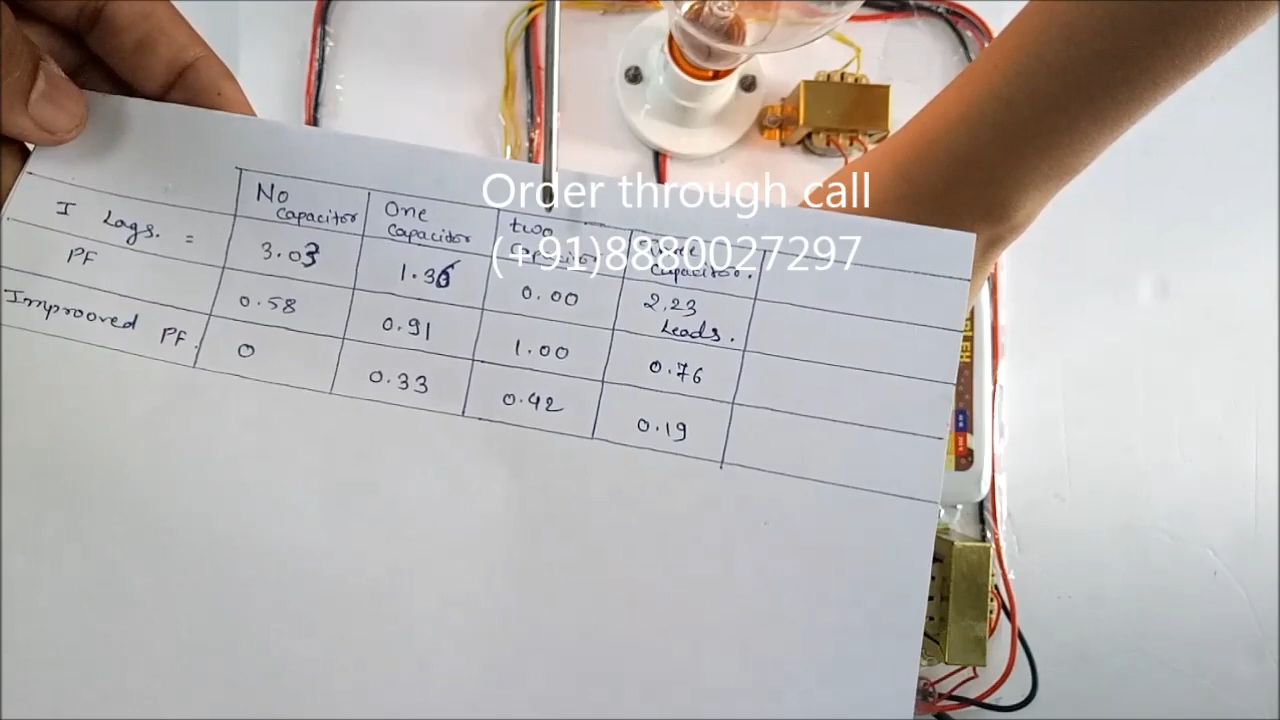 Order through call
(+91)8880027297
No capacitor One capacitor two capacitor capacitor.
I Lags. = 3.03 1.36 0.00 2.23 Leads.
PF 0.58 0.91 1.00 0.76
Improoved PF. 0 0.33 0.42 0.19